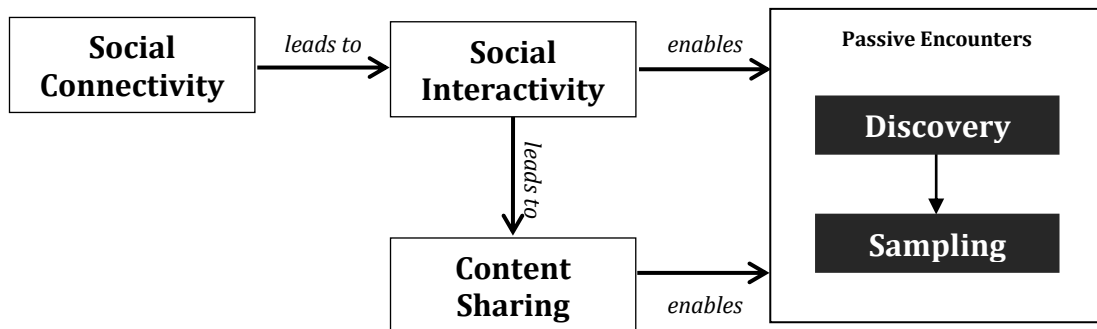 Social
Connectivity
leads to
Social
Interactivity
enables
Passive Encounters
Discovery
Sampling
leads to
Content
Sharing
enables